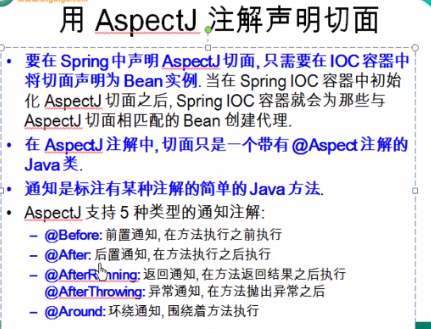 用 AspectJ 注解声明切面
• 要在 Spring 中声明 AspectJ 切面, 只需要在 IOC 容器中
将切面声明为 Bean 实例. 当在 Spring IOC 容器中初始
化 AspectJ 切面之后, Spring IOC 容器就会为那些与
AspectJ 切面相匹配的 Bean 创建代理.
• 在 AspectJ 注解中, 切面只是一个带有 @Aspect 注解的
Java 类.
• 通知是标注有某种注解的简单的 Java 方法.
• AspectJ 支持 5 种类型的通知注解:
– @Before: 前置通知, 在方法执行之前执行
– @After: 后置通知, 在方法执行之后执行
– @AfterRunning: 返回通知, 在方法返回结果之后执行
– @AfterThrowing: 异常通知, 在方法抛出异常之后
– @Around: 环绕通知, 围绕着方法执行